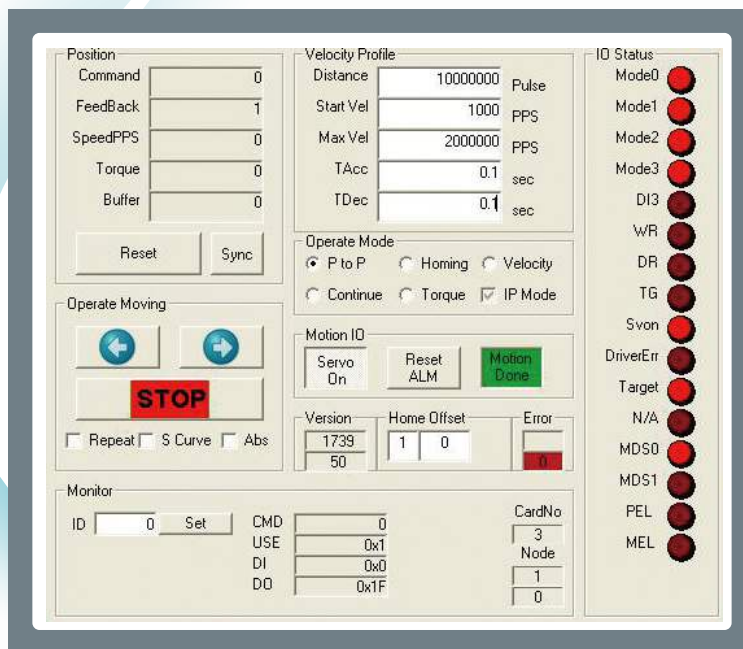 Position
Command 0
FeedBack 1
SpeedPPS 0
Torque 0
Buffer 0
Reset Sync
Operate Moving
STOP
Repeat S Curve Abs
Velocity Profile
Distance 10000000 Pulse
Start Vel 1000 PPS
Max Vel 2000000 PPS
TAcc 0.1 sec
TDec 0.1 sec
Operate Mode
P to P Homing Velocity
Continue Torque IP Mode
Motion IO
Servo On
Reset ALM
Motion Done
Version
1739
50
Home Offset
1 0
Error
0
Monitor
ID 0 Set
CMD 0
USE 0x1
DI 0x0
DO 0x1F
CardNo
3
Node
1
0
IO Status
Mode0
Mode1
Mode2
Mode3
DI3
WR
DR
TG
Svon
DriverErr
Target
N/A
MDS0
MDS1
PEL
MEL